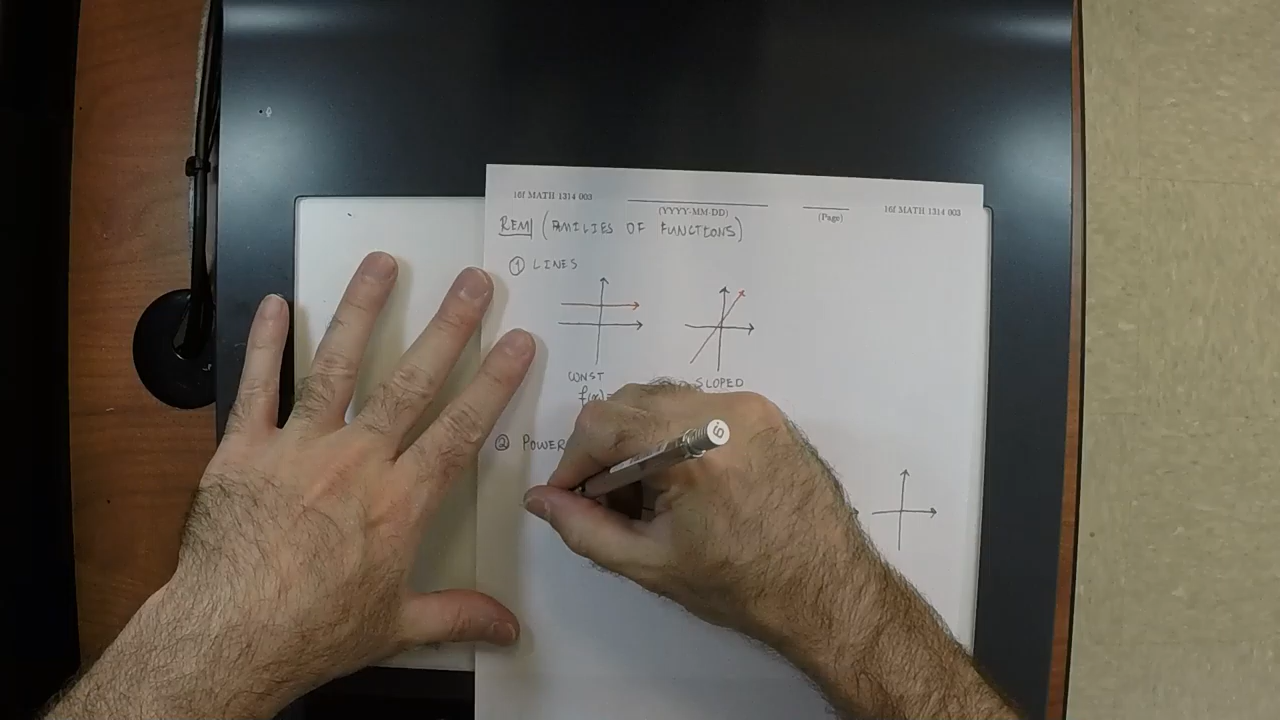 16f MATH 1314 003 (YYYY-MM-DD) (Page) 16f MATH 1314 003
REM (FAMILIES OF FUNCTIONS)
① LINES
CONST SLOPED
f(x)=
② POWER